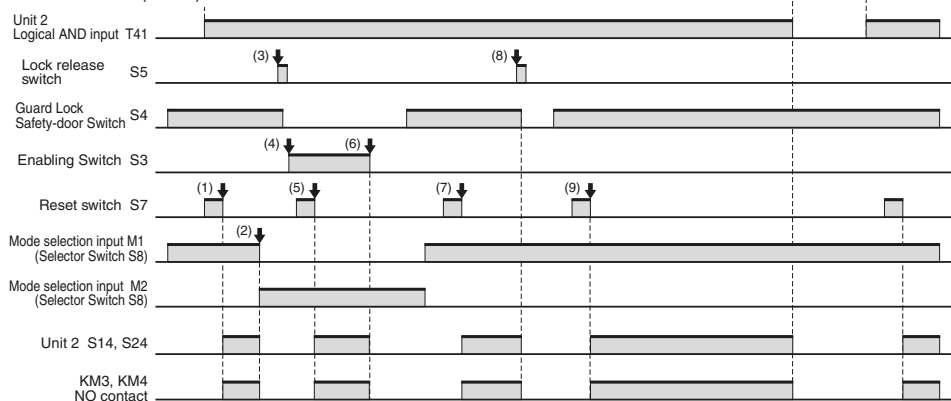 Unit 2
Logical AND input T41
(3)
(8)
Lock release
switch S5
Guard Lock
Safety-door Switch S4
(4)
(6)
Enabling Switch S3
(1)
(5)
(7)
(9)
Reset switch S7
(2)
Mode selection input M1
(Selector Switch S8)
Mode selection input M2
(Selector Switch S8)
Unit 2 S14, S24
KM3, KM4
NO contact